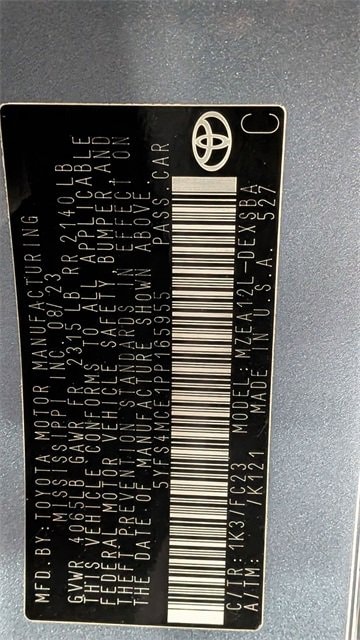 MFD.BY: TOYOTA MOTOR MANUFACTURING
MISSISSIPPI INC. 08/23
GVWR 4065LB GAWR FR 2315 LB RR 2140 LB
THIS VEHICLE CONFORMS TO ALL APPLICABLE
FEDERAL MOTOR VEHICLE SAFETY, BUMPER, AND
THEFT PREVENTION STANDARDS IN EFFECT ON
THE DATE OF MANUFACTURE SHOWN ABOVE.
5YFS4MCE1PP165955 PASS.CAR
C/TR: 1K3/FC23 MODEL: MZEA12L-DEXSBA
A/TM: /K121 MADE IN U.S.A. 527
C